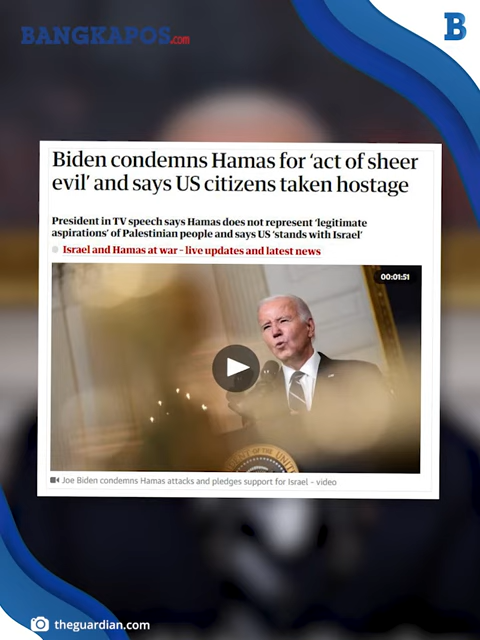 BANGKAPOS.com
B
Biden condemns Hamas for ‘act of sheer
evil’ and says US citizens taken hostage
President in TV speech says Hamas does not represent ‘legitimate
aspirations’ of Palestinian people and says US ‘stands with Israel’
Israel and Hamas at war – live updates and latest news
00:01:51
OF THE UNIT
Joe Biden condemns Hamas attacks and pledges support for Israel – video
theguardian.com